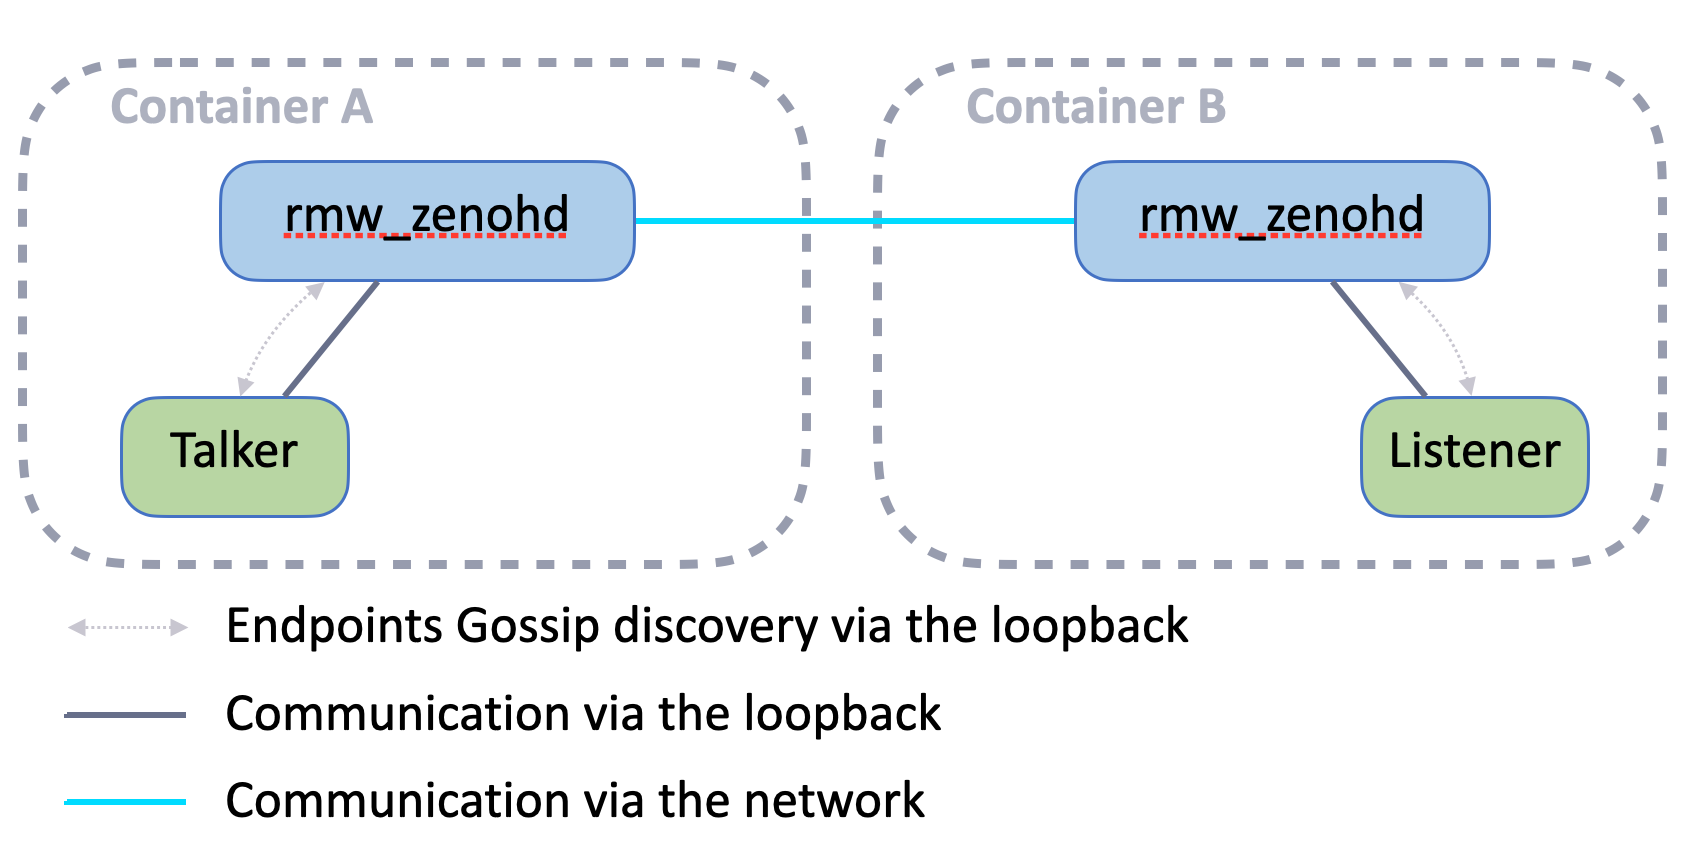 Container A
Container B
rmw_zenohd
rmw_zenohd
Talker
Listener
Endpoints Gossip discovery via the loopback
Communication via the loopback
Communication via the network